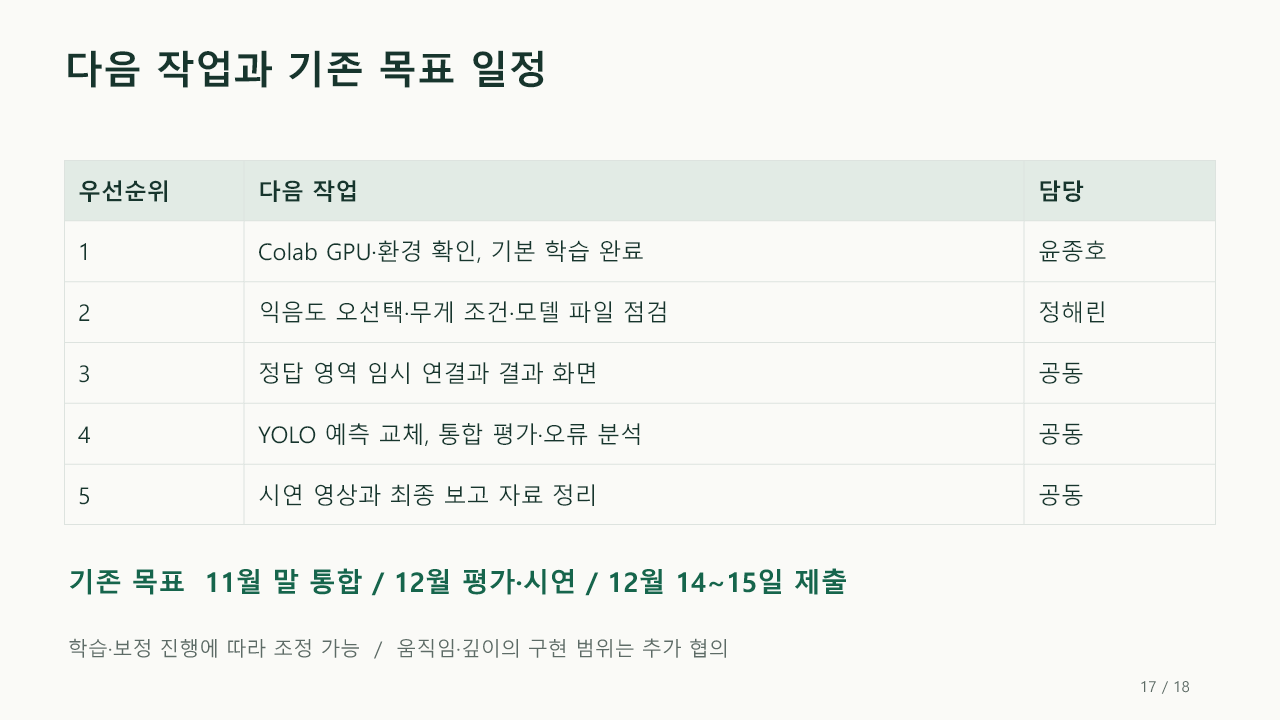 다음 작업과 기존 목표 일정
우선순위 다음 작업 담당
1 Colab GPU·환경 확인, 기본 학습 완료 윤종호
2 익음도 오선택·무게 조건·모델 파일 점검 정해린
3 정답 영역 임시 연결과 결과 화면 공동
4 YOLO 예측 교체, 통합 평가·오류 분석 공동
5 시연 영상과 최종 보고 자료 정리 공동
기존 목표 11월 말 통합 / 12월 평가·시연 / 12월 14~15일 제출
학습·보정 진행에 따라 조정 가능 / 움직임·깊이의 구현 범위는 추가 협의
17 / 18